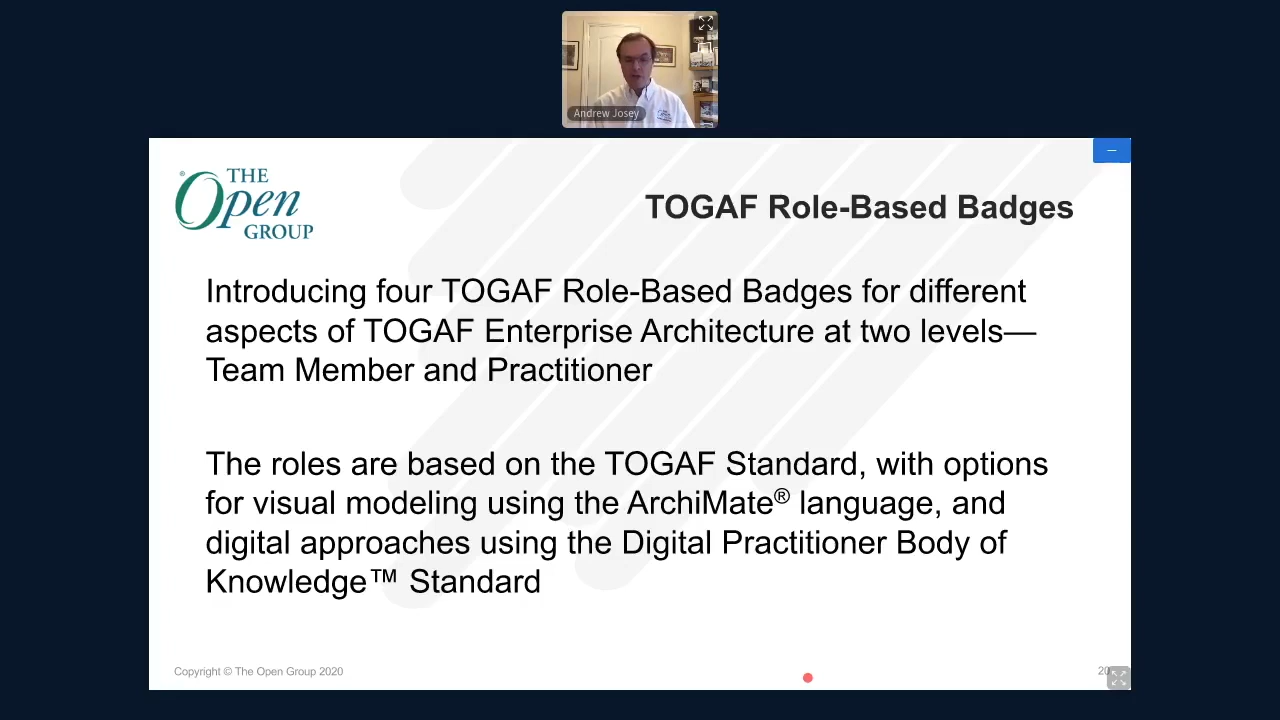 Andrew Josey
THE
Open
GROUP
®
TOGAF Role-Based Badges
Introducing four TOGAF Role-Based Badges for different
aspects of TOGAF Enterprise Architecture at two levels—
Team Member and Practitioner
The roles are based on the TOGAF Standard, with options
for visual modeling using the ArchiMate® language, and
digital approaches using the Digital Practitioner Body of
Knowledge™ Standard
Copyright © The Open Group 2020
20